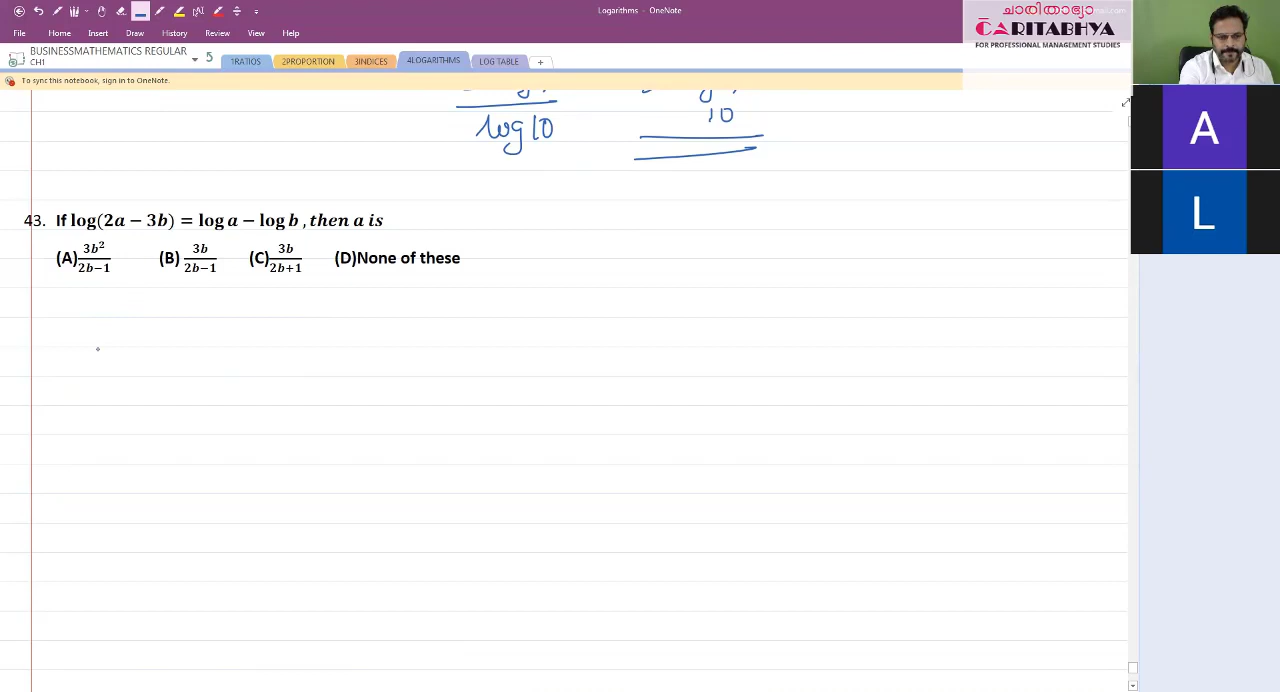 Logarithms - OneNote
ചാരിതാഭ്യാ
CARITABHYA
FOR PROFESSIONAL MANAGEMENT STUDIES
File Home Insert Draw History Review View Help
BUSINESSMATHEMATICS REGULAR
CH1
1RATIOS 2PROPORTION 3INDICES 4LOGARITHMS LOG TABLE +
To sync this notebook, sign in to OneNote.
log 10
10
43. If log(2a − 3b) = log a − log b , then a is
(A) 3b²/2b−1 (B) 3b/2b−1 (C) 3b/2b+1 (D)None of these
A
L